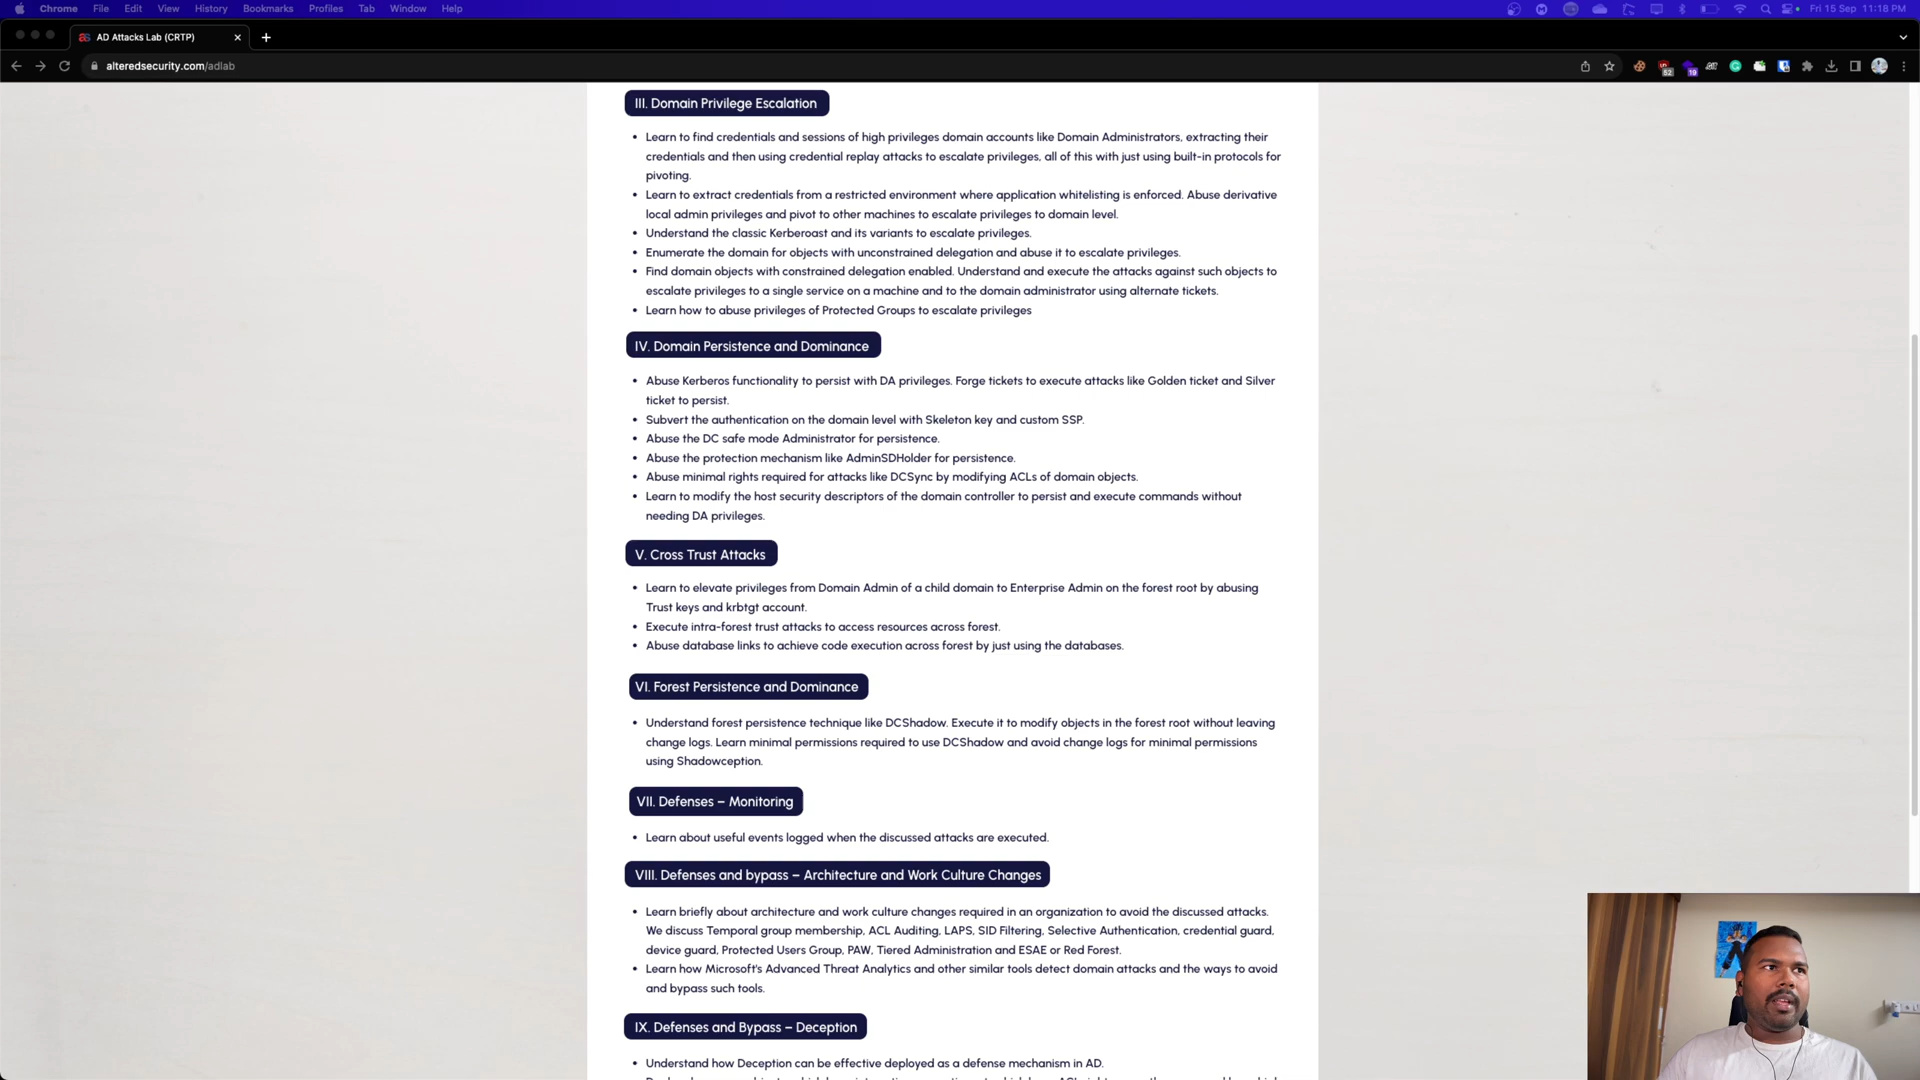 Chrome File Edit View History Bookmarks Profiles Tab Window Help Fri 15 Sep 11:18 PM
AD Attacks Lab (CRTP)
alteredsecurity.com/adlab
52
19
III. Domain Privilege Escalation
• Learn to find credentials and sessions of high privileges domain accounts like Domain Administrators, extracting their
credentials and then using credential replay attacks to escalate privileges, all of this with just using built-in protocols for
pivoting.
• Learn to extract credentials from a restricted environment where application whitelisting is enforced. Abuse derivative
local admin privileges and pivot to other machines to escalate privileges to domain level.
• Understand the classic Kerberoast and its variants to escalate privileges.
• Enumerate the domain for objects with unconstrained delegation and abuse it to escalate privileges.
• Find domain objects with constrained delegation enabled. Understand and execute the attacks against such objects to
escalate privileges to a single service on a machine and to the domain administrator using alternate tickets.
• Learn how to abuse privileges of Protected Groups to escalate privileges
IV. Domain Persistence and Dominance
• Abuse Kerberos functionality to persist with DA privileges. Forge tickets to execute attacks like Golden ticket and Silver
ticket to persist.
• Subvert the authentication on the domain level with Skeleton key and custom SSP.
• Abuse the DC safe mode Administrator for persistence.
• Abuse the protection mechanism like AdminSDHolder for persistence.
• Abuse minimal rights required for attacks like DCSync by modifying ACLs of domain objects.
• Learn to modify the host security descriptors of the domain controller to persist and execute commands without
needing DA privileges.
V. Cross Trust Attacks
• Learn to elevate privileges from Domain Admin of a child domain to Enterprise Admin on the forest root by abusing
Trust keys and krbtgt account.
• Execute intra-forest trust attacks to access resources across forest.
• Abuse database links to achieve code execution across forest by just using the databases.
VI. Forest Persistence and Dominance
• Understand forest persistence technique like DCShadow. Execute it to modify objects in the forest root without leaving
change logs. Learn minimal permissions required to use DCShadow and avoid change logs for minimal permissions
using Shadowception.
VII. Defenses – Monitoring
• Learn about useful events logged when the discussed attacks are executed.
VIII. Defenses and bypass – Architecture and Work Culture Changes
• Learn briefly about architecture and work culture changes required in an organization to avoid the discussed attacks.
We discuss Temporal group membership, ACL Auditing, LAPS, SID Filtering, Selective Authentication, credential guard,
device guard, Protected Users Group, PAW, Tiered Administration and ESAE or Red Forest.
• Learn how Microsoft's Advanced Threat Analytics and other similar tools detect domain attacks and the ways to avoid
and bypass such tools.
IX. Defenses and Bypass – Deception
• Understand how Deception can be effective deployed as a defense mechanism in AD.